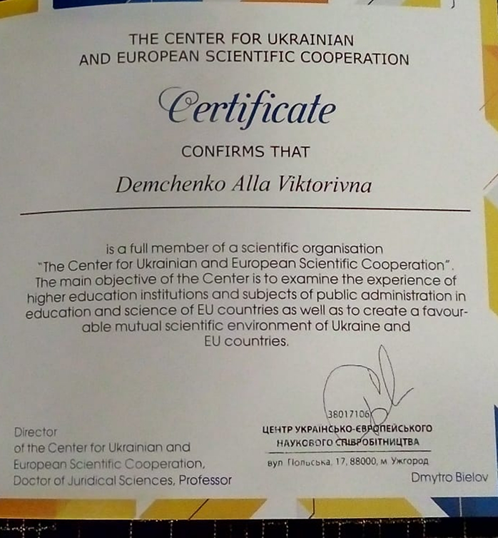 THE CENTER FOR UKRAINIAN
AND EUROPEAN SCIENTIFIC COOPERATION
Certificate
CONFIRMS THAT
Demchenko Alla Viktorivna
is a full member of a scientific organisation
"The Center for Ukrainian and European Scientific Cooperation".
The main objective of the Center is to examine the experience of
higher education institutions and subjects of public administration in
education and science of EU countries as well as to create a favour-
able mutual scientific environment of Ukraine and
EU countries.
38017106
ЦЕНТР УКРАЇНСЬКО-ЄВРОПЕЙСЬКОГО
НАУКОВОГО СПІВРОБІТНИЦТВА
вул. 17, 88000, м. Ужгород
Director
of the Center for Ukrainian and
European Scientific Cooperation,
Doctor of Juridical Sciences, Professor
Dmytro Bielov